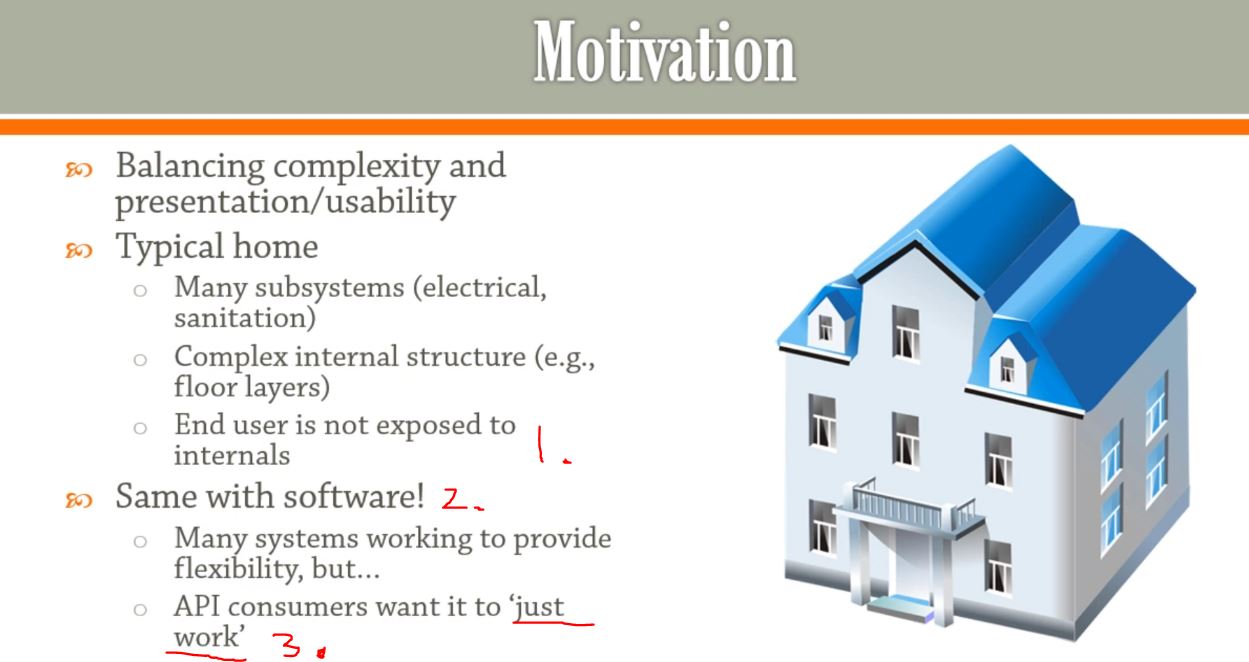 Motivation
Balancing complexity and
presentation/usability
Typical home
Many subsystems (electrical,
sanitation)
Complex internal structure (e.g.,
floor layers)
End user is not exposed to
internals 1.
Same with software! 2.
Many systems working to provide
flexibility, but...
API consumers want it to ‘just
work’ 3.